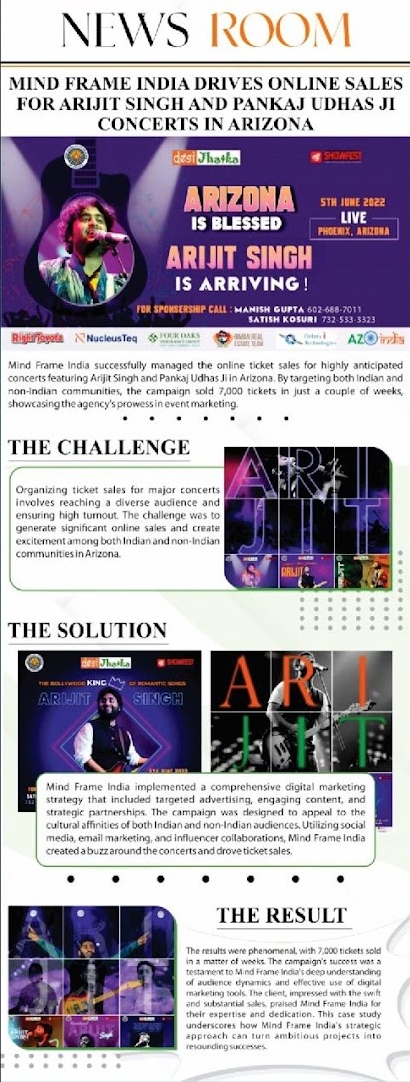 NEWS ROOM
MIND FRAME INDIA DRIVES ONLINE SALES
FOR ARIJIT SINGH AND PANKAJ UDHAS JI
CONCERTS IN ARIZONA
desi Jhatka
SHOWFEST
ARIZONA
IS BLESSED
5TH JUNE 2022
LIVE
PHOENIX, ARIZONA
ARIJIT SINGH
IS ARRIVING!
FOR SPONSERSHIP CALL : MANISH GUPTA 602-688-7011
SATISH KOSURI 732-533-3323
Right Toyota
NucleusTeq
FOUR OAKS
REAL ESTATE TEAM
Technologies
AZ india
Mind Frame India successfully managed the online ticket sales for highly anticipated
concerts featuring Arijit Singh and Pankaj Udhas Ji in Arizona. By targeting both Indian and
non-Indian communities, the campaign sold 7,000 tickets in just a couple of weeks,
showcasing the agency's prowess in event marketing.
THE CHALLENGE
Organizing ticket sales for major concerts
involves reaching a diverse audience and
ensuring high turnout. The challenge was to
generate significant online sales and create
excitement among both Indian and non-Indian
communities in Arizona.
ARI
JIT
THE SOLUTION
desi Jhatka
SHOWFEST
THE BOLLYWOOD KING OF ROMANTIC SONGS
ARIJIT SINGH
ARI
JIT
Mind Frame India implemented a comprehensive digital marketing
strategy that included targeted advertising, engaging content, and
strategic partnerships. The campaign was designed to appeal to the
cultural affinities of both Indian and non-Indian audiences. Utilizing social
media, email marketing, and influencer collaborations, Mind Frame India
created a buzz around the concerts and drove ticket sales.
THE RESULT
The results were phenomenal, with 7,000 tickets sold
in a matter of weeks. The campaign's success was a
testament to Mind Frame India's deep understanding
of audience dynamics and effective use of digital
marketing tools. The client, impressed with the swift
and substantial sales, praised Mind Frame India for
their expertise and dedication. This case study
underscores how Mind Frame India's strategic
approach can turn ambitious projects into
resounding successes.